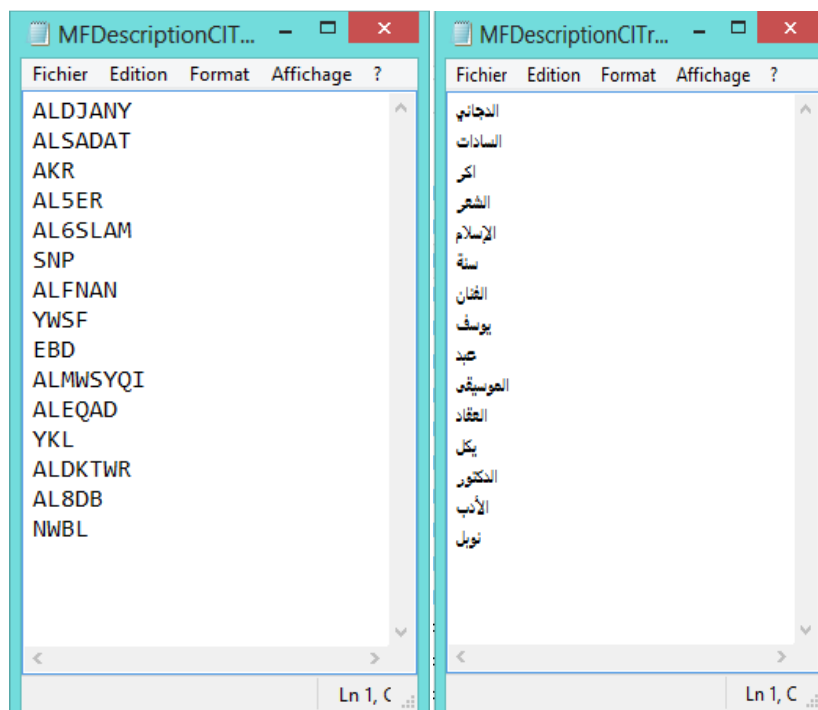 MFDescriptionClT...
Fichier Edition Format Affichage ?
ALDJANY
ALSADAT
AKR
AL5ER
AL6SLAM
SNP
ALFNAN
YWSF
EBD
ALMWSYQI
ALEQAD
YKL
ALDKTWR
AL8DB
NWBL
Ln 1, C
MFDescriptionClTr...
Fichier Edition Format Affichage ?
الدجاني
السادات
اكر
الشعر
الإسلام
سنة
الفنان
يوسف
عبد
الموسيقى
العقاد
يكل
الدكتور
الأدب
نوبل
Ln 1, C